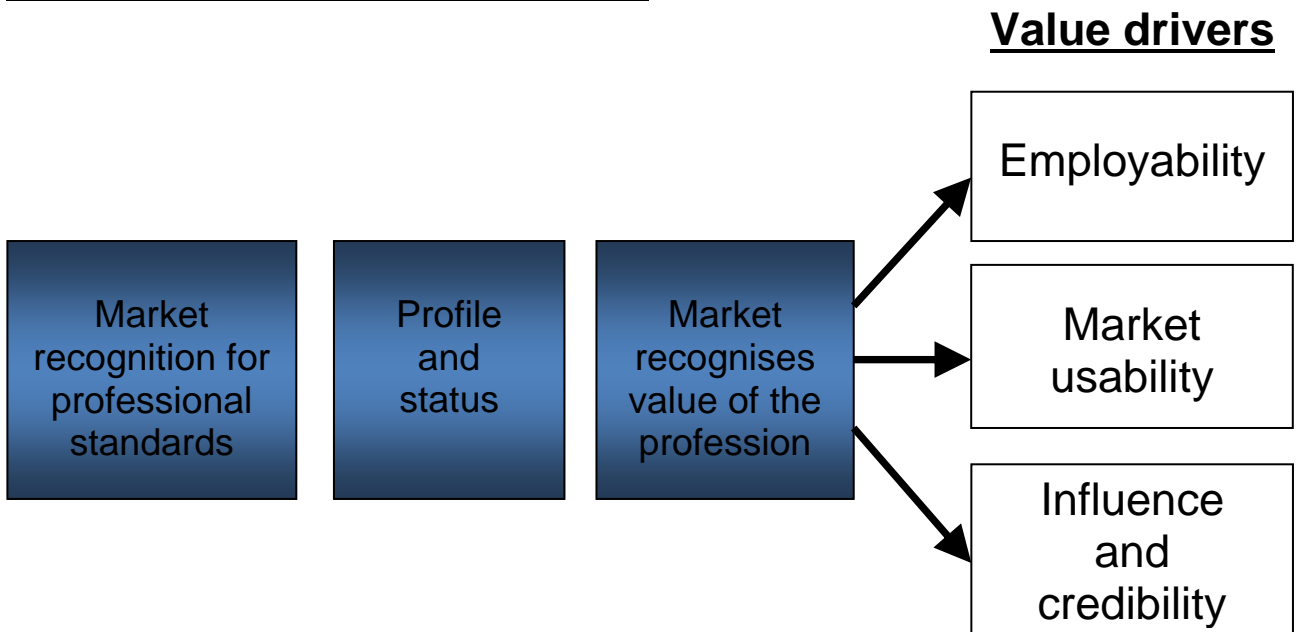 Value drivers
Employability
Market
recognition for
professional
standards
Profile
and
status
Market
recognises
value of the
profession
Market
usability
Influence
and
credibility